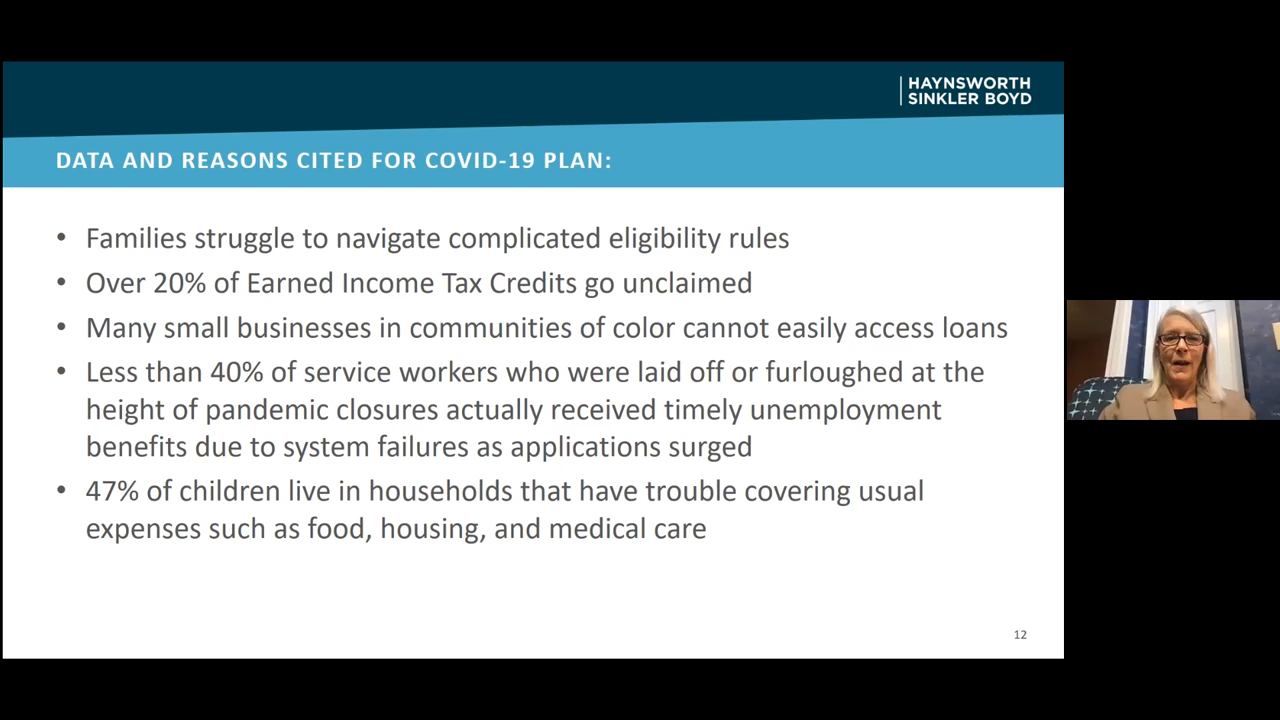 HAYNSWORTH
SINKLER BOYD
DATA AND REASONS CITED FOR COVID-19 PLAN:
• Families struggle to navigate complicated eligibility rules
• Over 20% of Earned Income Tax Credits go unclaimed
• Many small businesses in communities of color cannot easily access loans
• Less than 40% of service workers who were laid off or furloughed at the
height of pandemic closures actually received timely unemployment
benefits due to system failures as applications surged
• 47% of children live in households that have trouble covering usual
expenses such as food, housing, and medical care
12